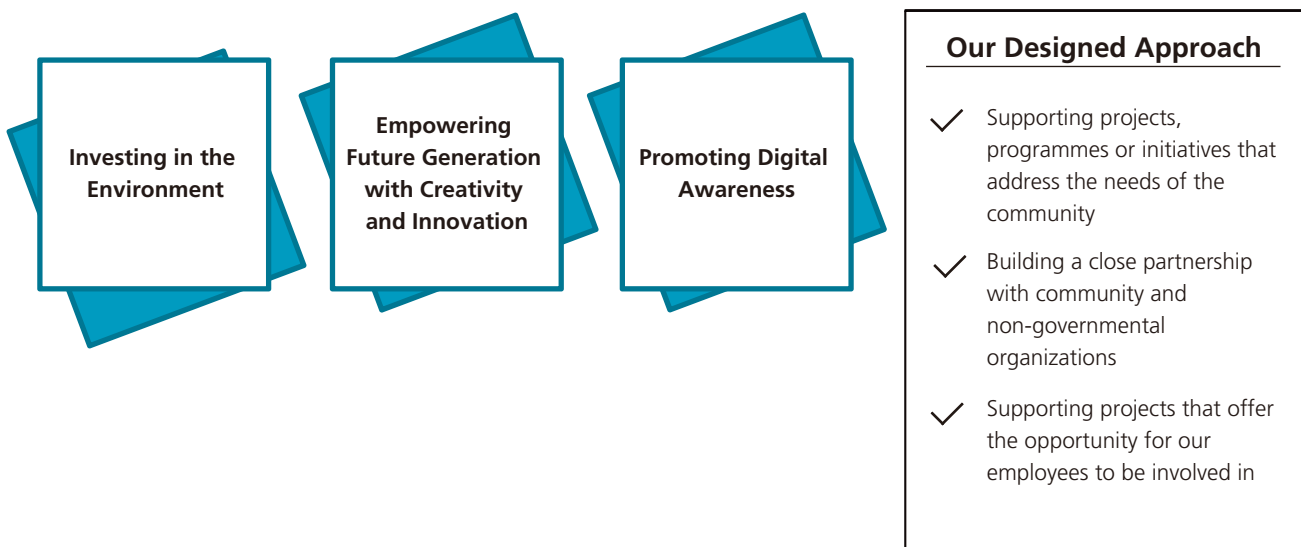 Investing in the
Environment
Empowering
Future Generation
with Creativity
and Innovation
Promoting Digital
Awareness
Our Designed Approach
Supporting projects,
programmes or initiatives that
address the needs of the
community
Building a close partnership
with community and
non-governmental
organizations
Supporting projects that offer
the opportunity for our
employees to be involved in